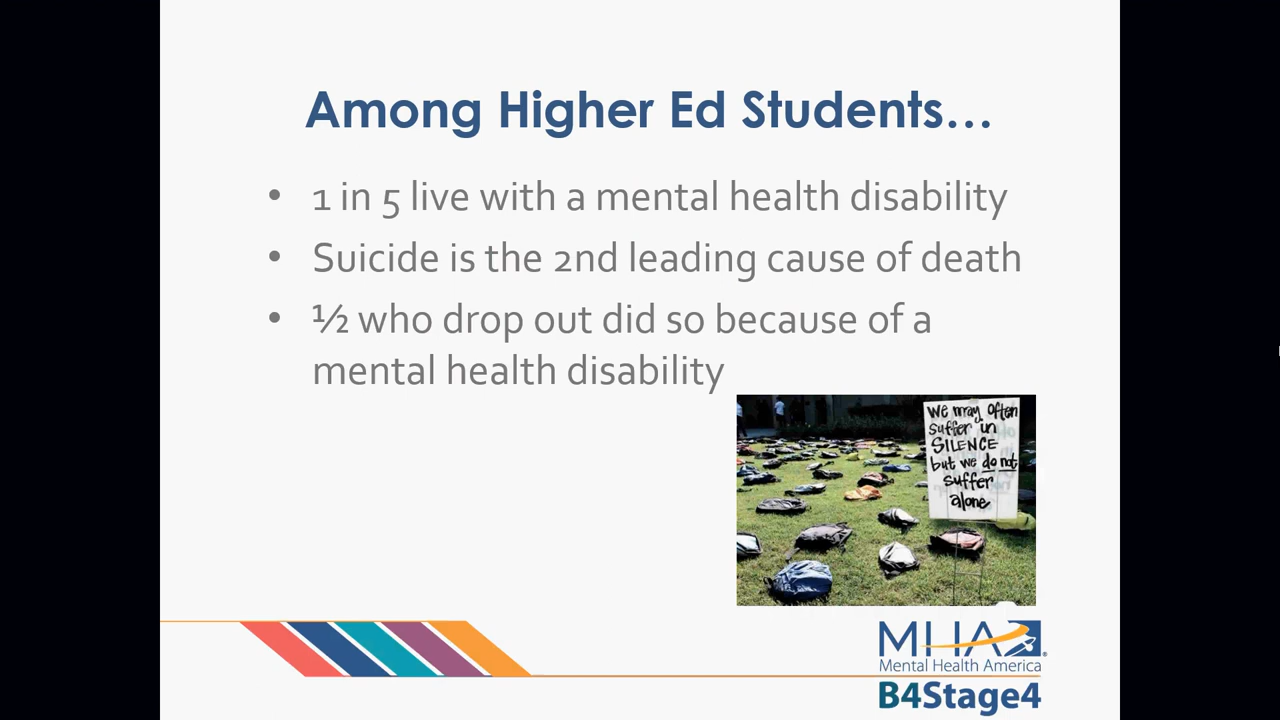 Among Higher Ed Students…
• 1 in 5 live with a mental health disability
• Suicide is the 2nd leading cause of death
• ½ who drop out did so because of a
mental health disability
We may often
suffer in
SILENCE
but we do not
suffer
alone
MHA®
Mental Health America
B4Stage4